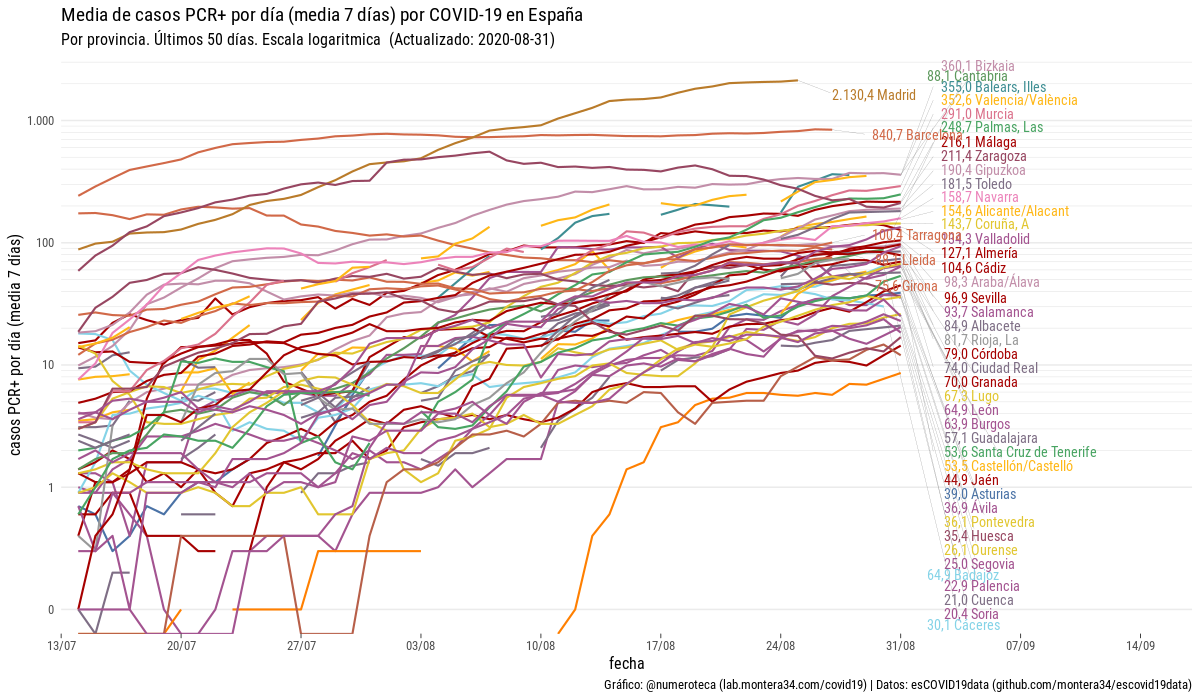 Media de casos PCR+ por día (media 7 días) por COVID-19 en España
Por provincia. Últimos 50 días. Escala logaritmica (Actualizado: 2020-08-31)
casos PCR+ por día (media 7 días)
1.000
100
10
1
0
2.130,4 Madrid
840,7 Barcelona
360,1 Bizkaia
88,1 Cantabria
355,0 Balears, Illes
352,6 Valencia/València
291,0 Murcia
248,7 Palmas, Las
216,1 Málaga
211,4 Zaragoza
190,4 Gipuzkoa
181,5 Toledo
158,7 Navarra
154,6 Alicante/Alacant
143,7 Coruña, A
100,4 Tarragona
Valladolid
127,1 Almería
Lleida
104,6 Cádiz
98,3 Araba/Álava
Girona
96,9 Sevilla
93,7 Salamanca
84,9 Albacete
81,7 Rioja, La
79,0 Córdoba
74,0 Ciudad Real
70,0 Granada
67,3 Lugo
64,9 León
63,9 Burgos
57,1 Guadalajara
53,6 Santa Cruz de Tenerife
53,5 Castellón/Castelló
44,9 Jaén
39,0 Asturias
36,9 Ávila
36,1 Pontevedra
35,4 Huesca
26,1 Ourense
25,0 Segovia
64,9 Badajoz
22,9 Palencia
21,0 Cuenca
20,4 Soria
30,1 Cáceres
13/07
20/07
27/07
03/08
10/08
17/08
24/08
31/08
07/09
14/09
fecha
Gráfico: @numeroteca (lab.montera34.com/covid19) | Datos: esCOVID19data (github.com/montera34/escovid19data)